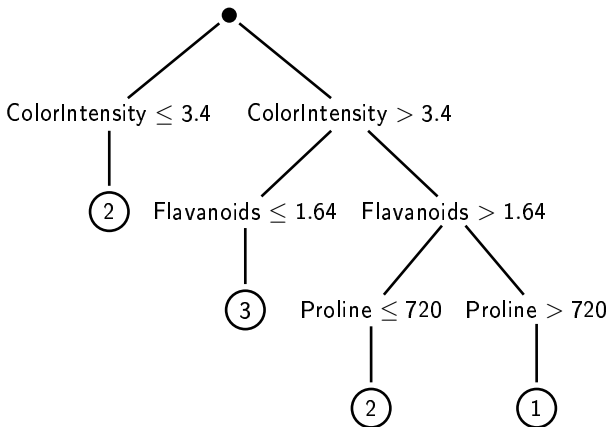 ColorIntensity ≤ 3.4
ColorIntensity > 3.4
2
Flavanoids ≤ 1.64
Flavanoids > 1.64
3
Proline ≤ 720
Proline > 720
2
1